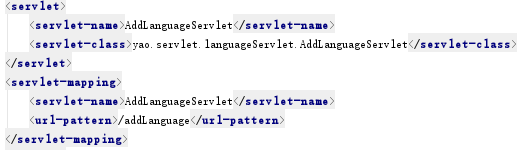 <servlet>
<servlet-name>AddLanguageServlet</servlet-name>
<servlet-class>yao.servlet.languageServlet.AddLanguageServlet</servlet-class>
</servlet>
<servlet-mapping>
<servlet-name>AddLanguageServlet</servlet-name>
<url-pattern>/addLanguage</url-pattern>
</servlet-mapping>